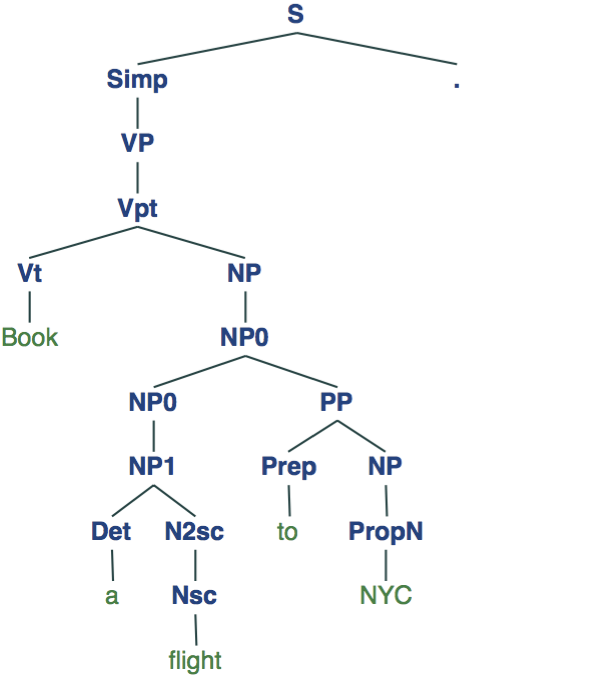 S
Simp .
VP
Vpt
Vt NP
Book NP0
NP0 PP
NP1 Prep NP
Det N2sc to PropN
a Nsc NYC
flight